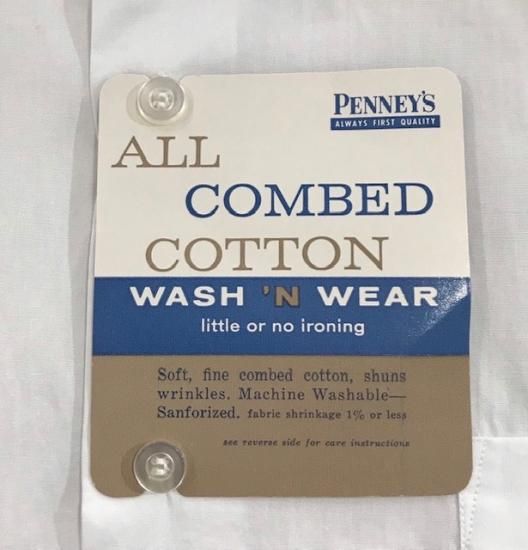 PENNEY'S
ALWAYS FIRST QUALITY
ALL
COMBED
COTTON
WASH 'N WEAR
little or no ironing
Soft, fine combed cotton, shuns
wrinkles. Machine Washable—
Sanforized. fabric shrinkage 1% or less
see reverse side for care instructions